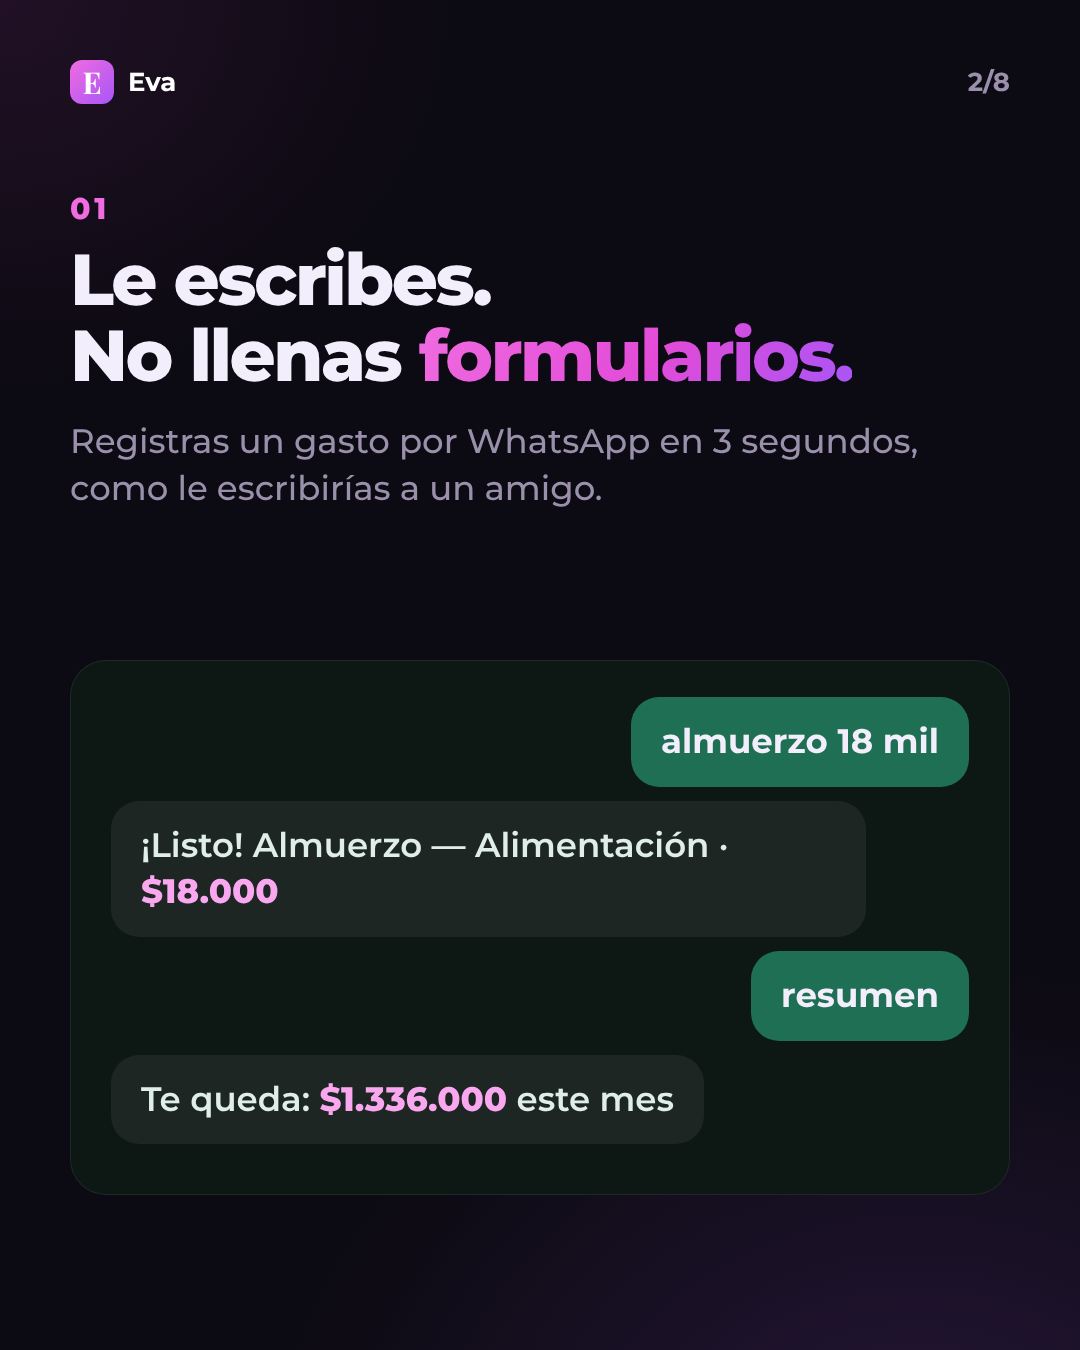 E Eva
2/8
01
Le escribes.
No llenas formularios.
Registras un gasto por WhatsApp en 3 segundos,
como le escribirías a un amigo.
almuerzo 18 mil
¡Listo! Almuerzo — Alimentación ·
$18.000
resumen
Te queda: $1.336.000 este mes